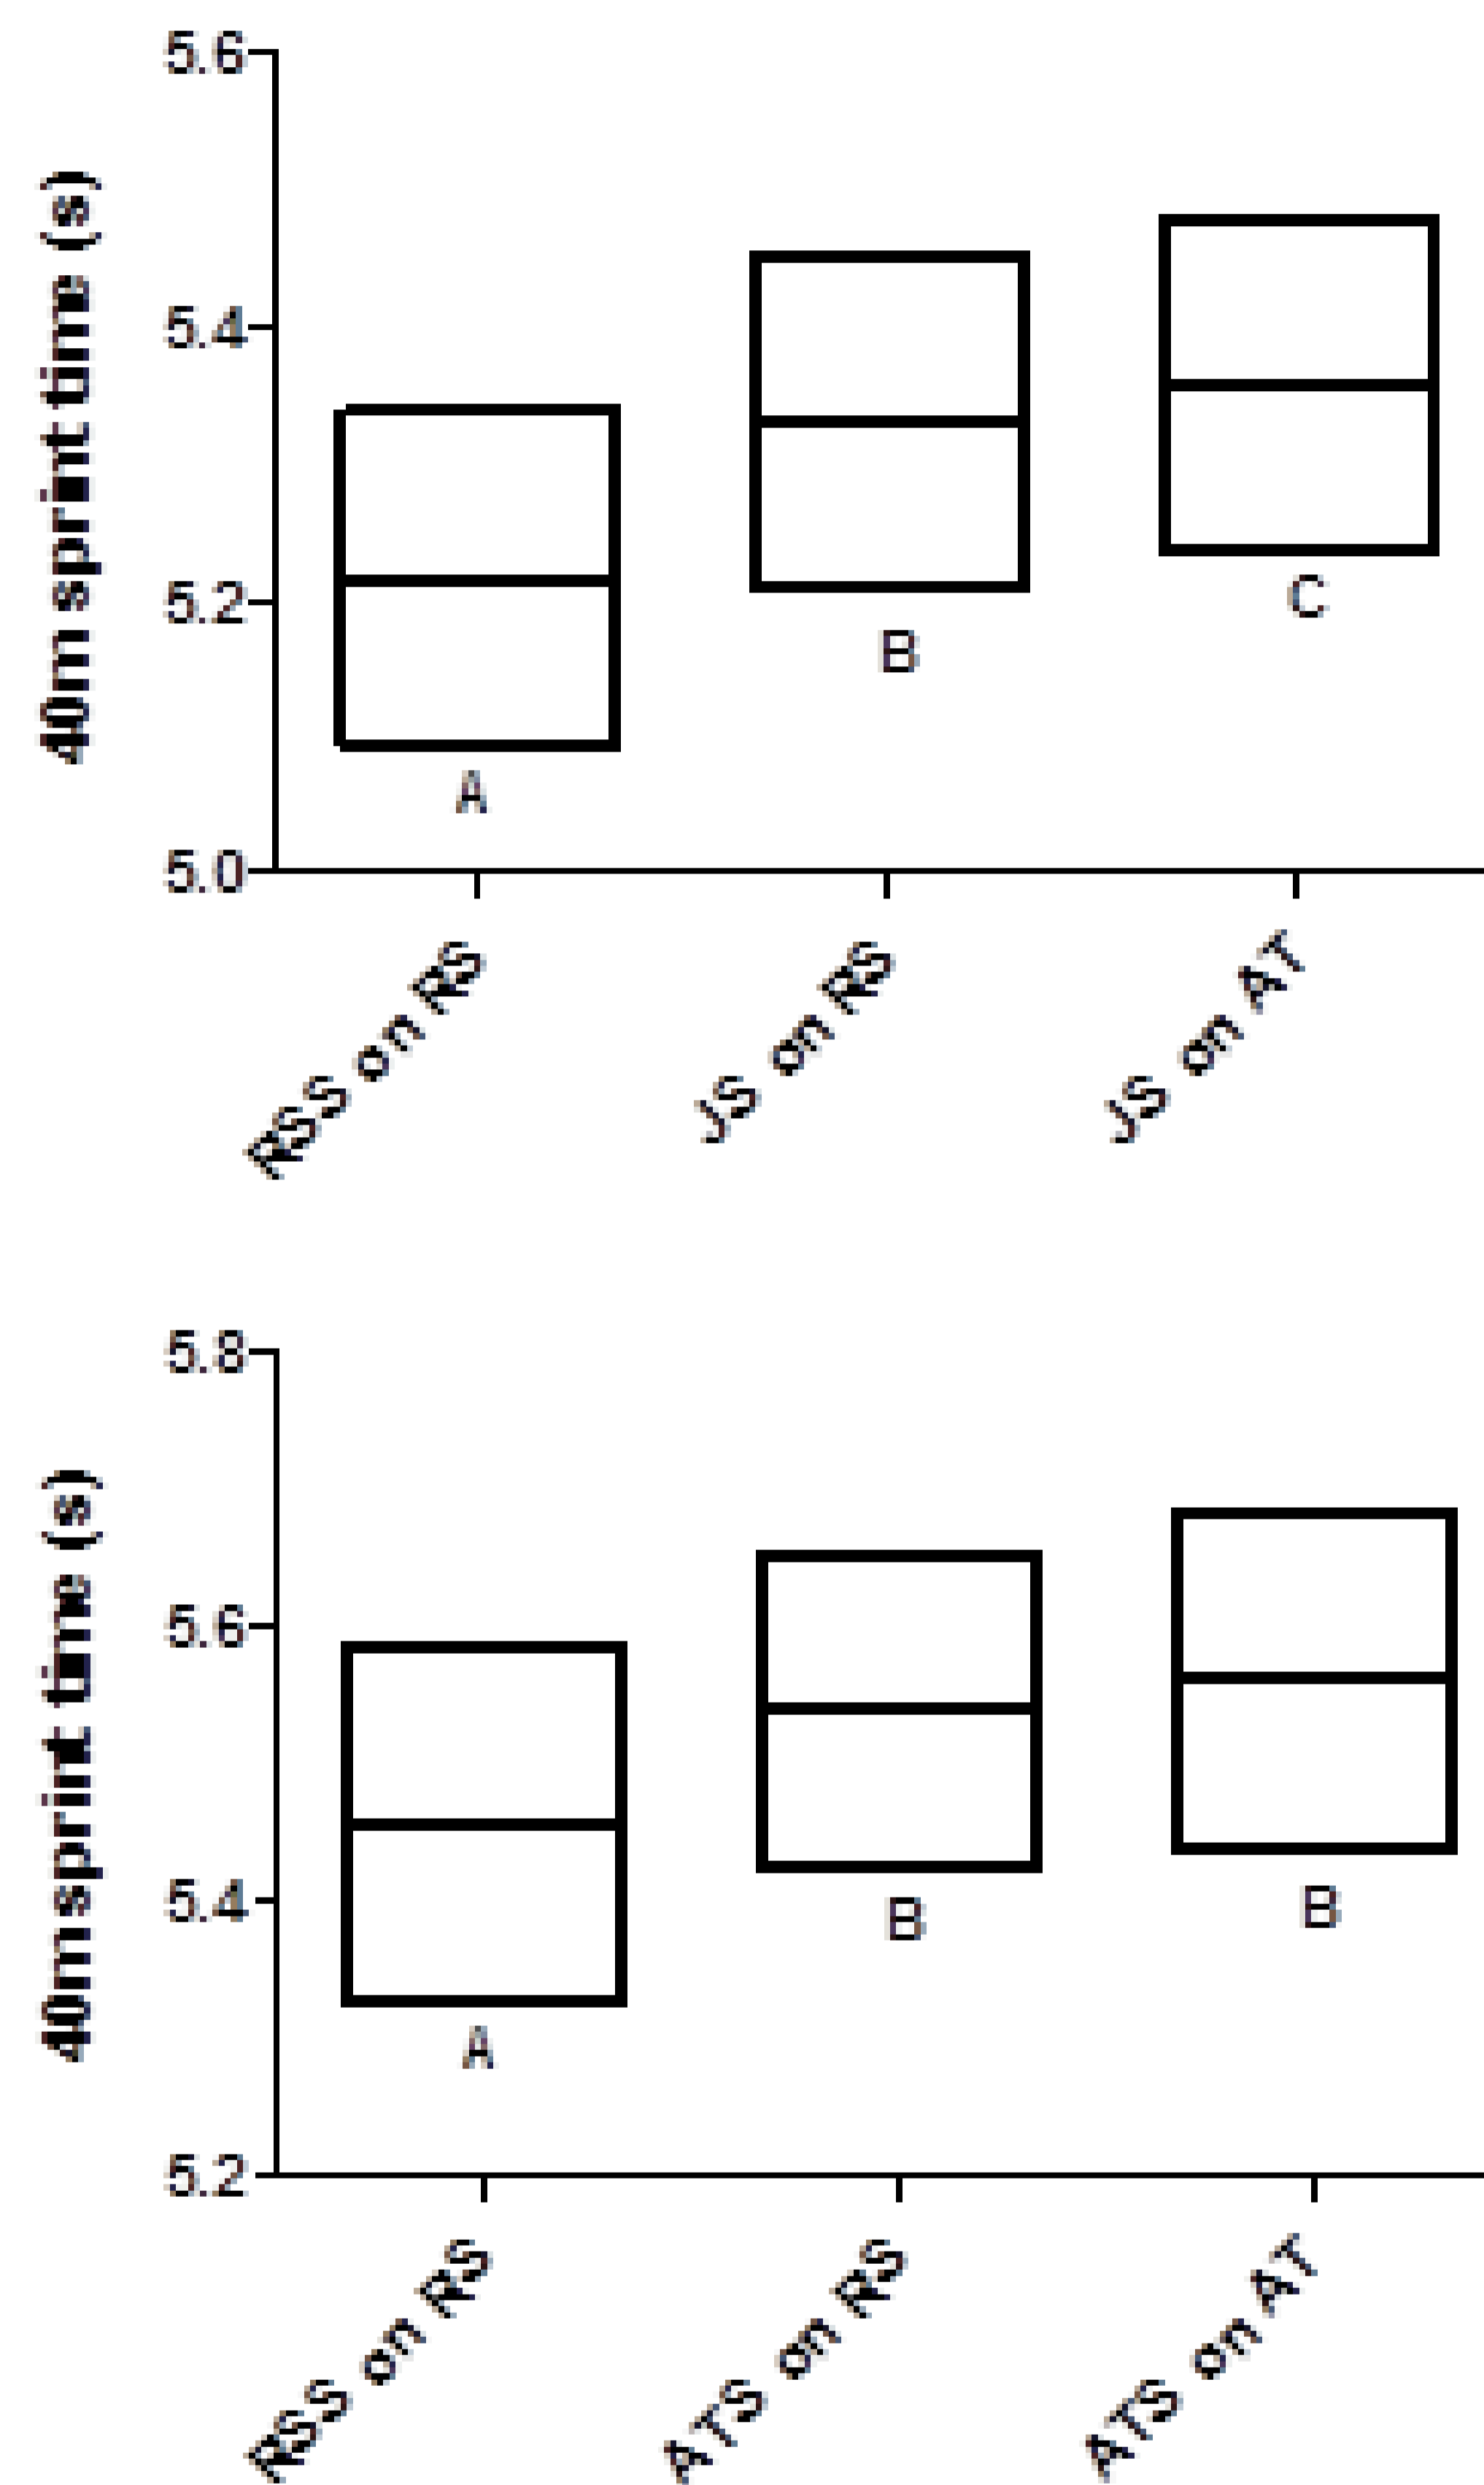 5.6
5.4
5.2
5.0
40m sprint time (s)
A
B
C
RSS on RS
JS on RS
JS on AT
5.8
5.6
5.4
5.2
40m sprint time (s)
A
B
B
RSS on RS
ATS on RS
ATS on AT